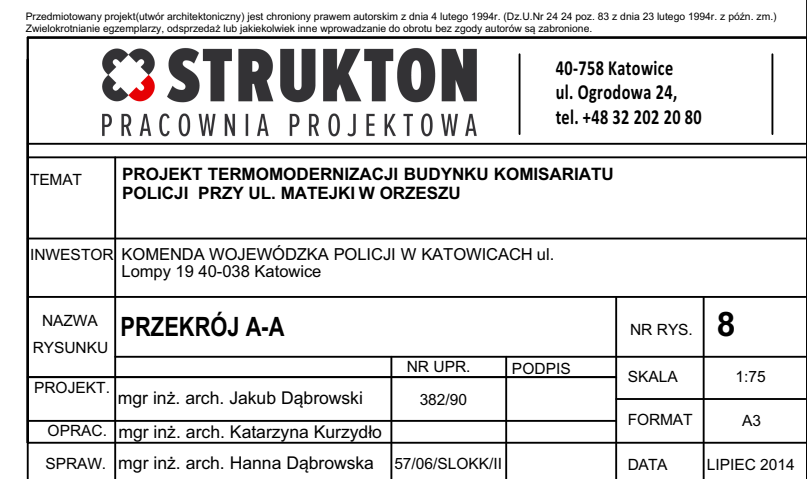 Przedmiotowy projekt(utwór architektoniczny) jest chroniony prawem autorskim z dnia 4 lutego 1994r. (Dz.U.Nr 24 24 poz. 83 z dnia 23 lutego 1994r. z późn. zm.)
Zwielokrotnianie egzemplarzy, odsprzedaż lub jakiekolwiek inne wprowadzanie do obrotu bez zgody autorów są zabronione.
STRUKTON
PRACOWNIA PROJEKTOWA
40-758 Katowice
ul. Ogrodowa 24,
tel. +48 32 202 20 80
TEMAT
PROJEKT TERMOMODERNIZACJI BUDYNKU KOMISARIATU
POLICJI PRZY UL. MATEJKI W ORZESZU
INWESTOR
KOMENDA WOJEWÓDZKA POLICJI W KATOWICACH ul.
Lompy 19 40-038 Katowice
NAZWA
RYSUNKU
PRZEKRÓJ A-A
NR RYS.
8
NR UPR.
PODPIS
SKALA
1:75
PROJEKT.
mgr inż. arch. Jakub Dąbrowski
382/90
FORMAT
A3
OPRAC.
mgr inż. arch. Katarzyna Kurzydło
SPRAW.
mgr inż. arch. Hanna Dąbrowska
57/06/SLOKK/II
DATA
LIPIEC 2014